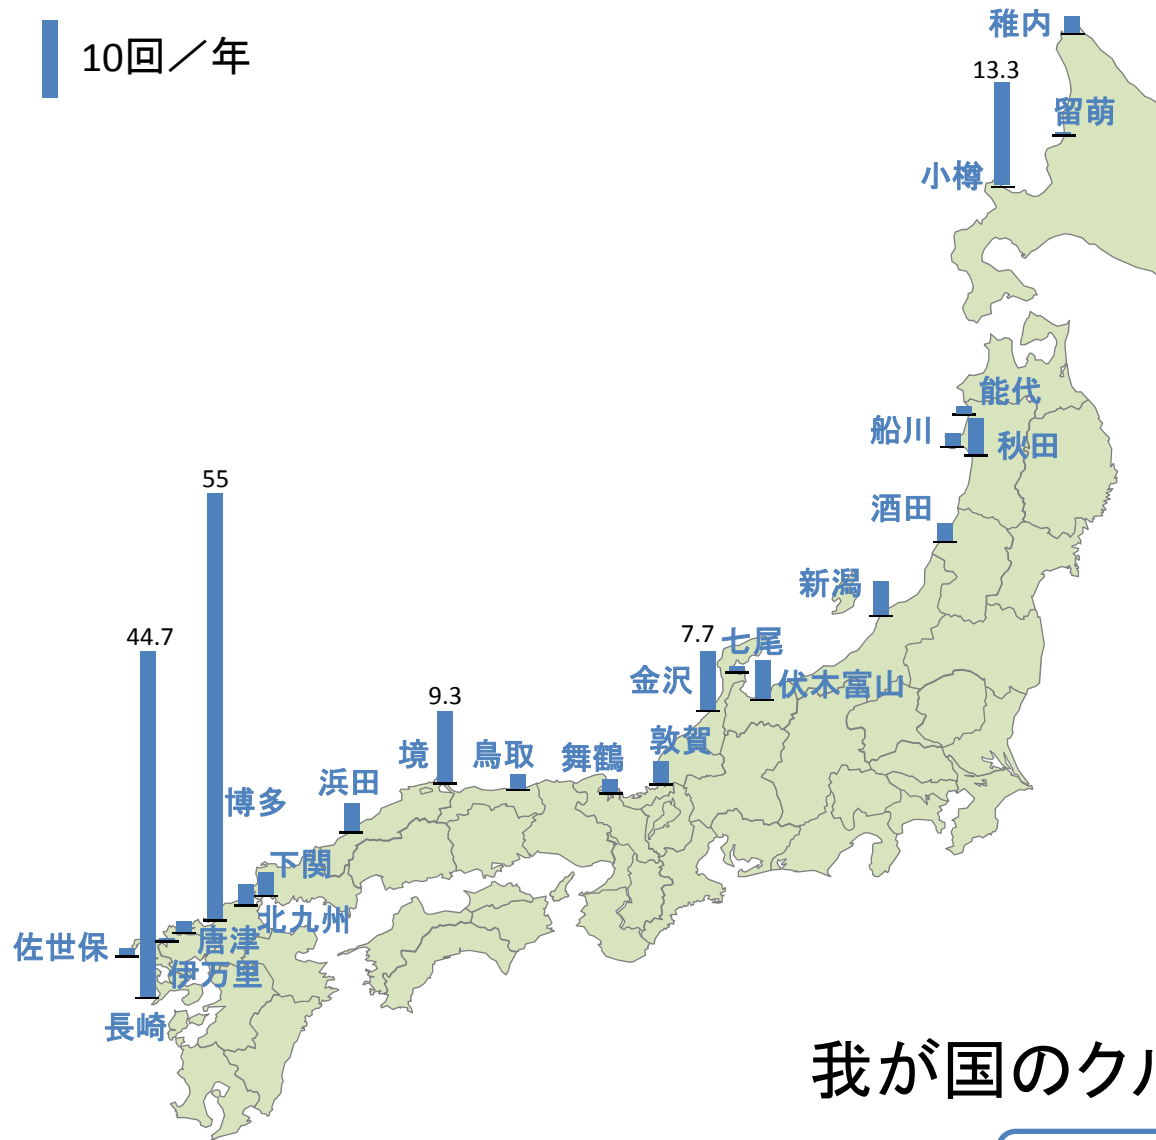 10回／年
稚内
13.3
留萌
小樽
能代
船川
秋田
酒田
55
新潟
44.7
7.7
七尾
金沢
伏木富山
9.3
境
鳥取
舞鶴
敦賀
浜田
博多
下関
北九州
唐津
佐世保
伊万里
長崎
我が国のクル